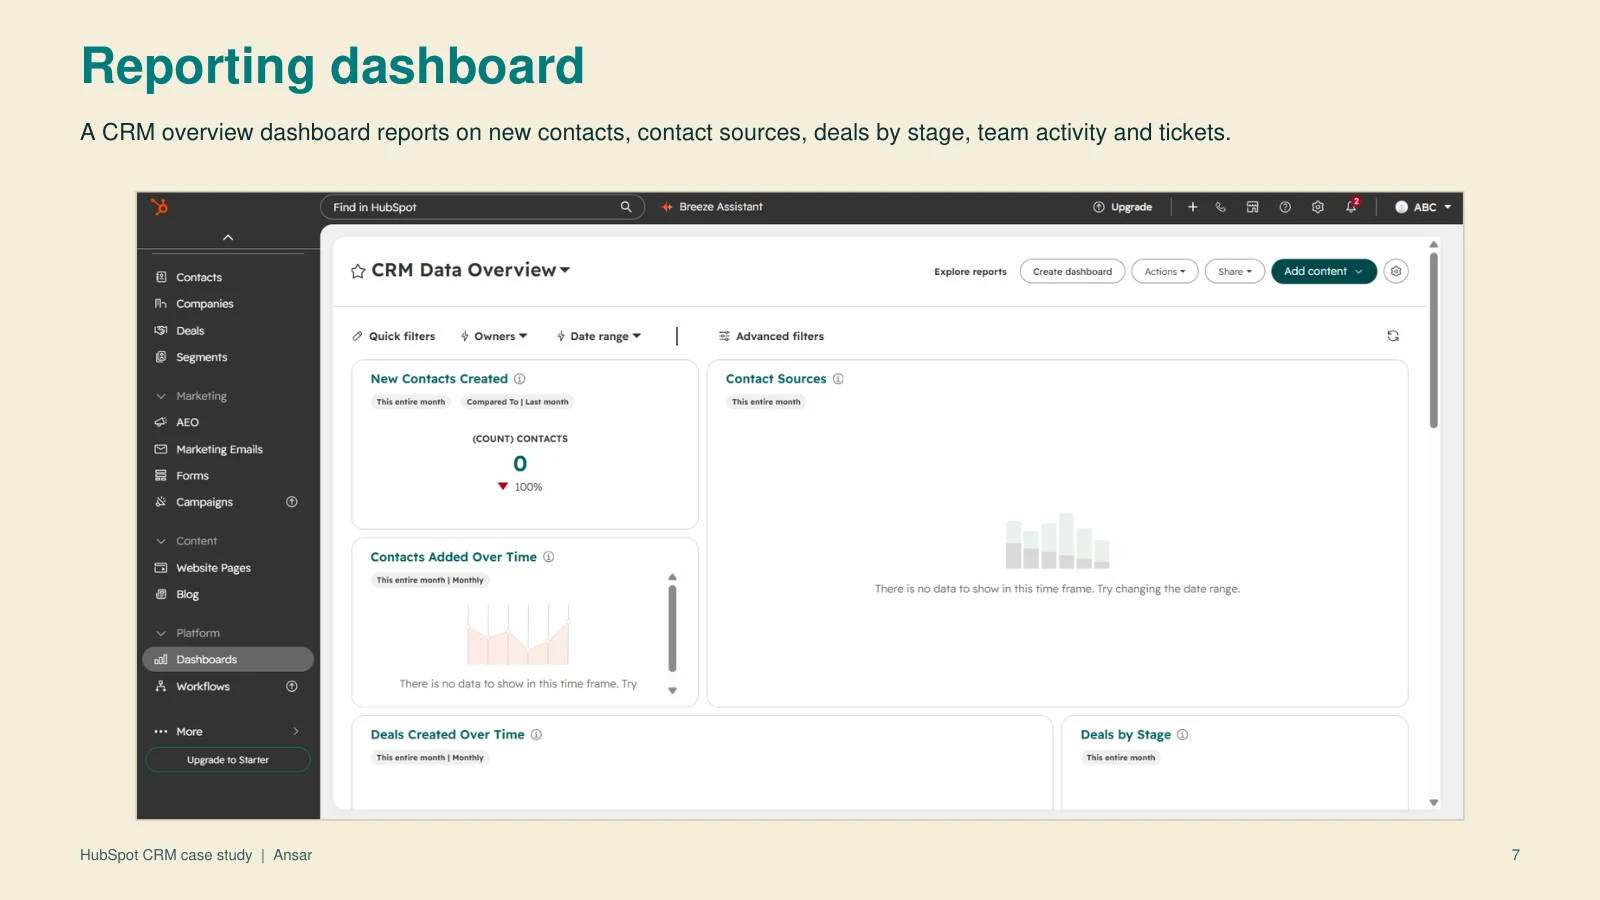 Reporting dashboard
A CRM overview dashboard reports on new contacts, contact sources, deals by stage, team activity and tickets.
Find in HubSpot
Breeze Assistant
Upgrade
2
ABC
Contacts
Companies
Deals
Segments
Marketing
AEO
Marketing Emails
Forms
Campaigns
Content
Website Pages
Blog
Platform
Dashboards
Workflows
More
Upgrade to Starter
CRM Data Overview
Explore reports
Create dashboard
Actions
Share
Add content
Quick filters
Owners
Date range
Advanced filters
New Contacts Created
This entire month
Compared To | Last month
(COUNT) CONTACTS
0
100%
Contact Sources
This entire month
There is no data to show in this time frame. Try changing the date range.
Contacts Added Over Time
This entire month | Monthly
There is no data to show in this time frame. Try
Deals Created Over Time
This entire month | Monthly
Deals by Stage
This entire month
HubSpot CRM case study | Ansar
7